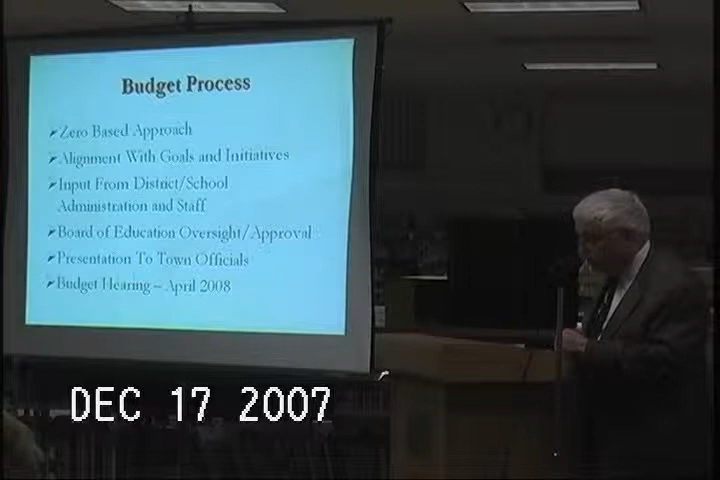 Budget Process
➤Zero Based Approach
➤Alignment With Goals and Initiatives
➤Input From District/School
Administration and Staff
➤Board of Education Oversight/Approval
➤Presentation To Town Officials
➤Budget Hearing – April 2008
DEC 17 2007